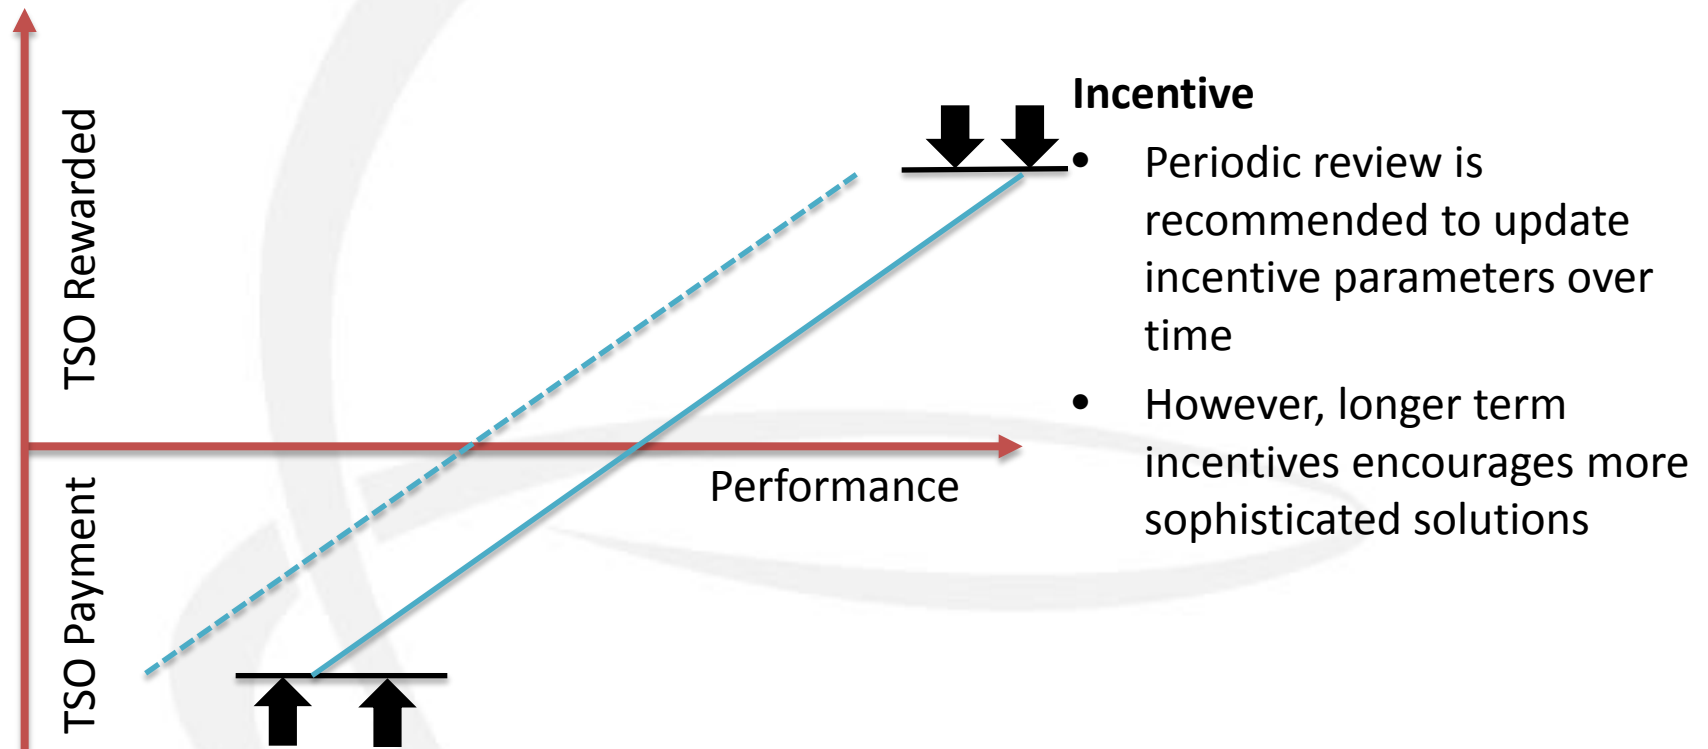 TSO Rewarded
TSO Payment
Performance
Incentive
• Periodic review is
recommended to update
incentive parameters over
time
• However, longer term
incentives encourages more
sophisticated solutions